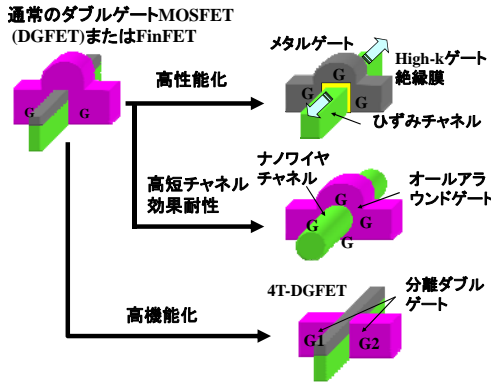 通常のダブルゲートMOSFET
(DGFET)またはFinFET
G
G
高性能化
メタルゲート
High-kゲート
絶縁膜
G
G
G
ひずみチャネル
高短チャネル
効果耐性
ナノワイヤ
チャネル
オールアラ
ウンドゲート
G
G
G
G
高機能化
4T-DGFET
分離ダブル
ゲート
G1
G2